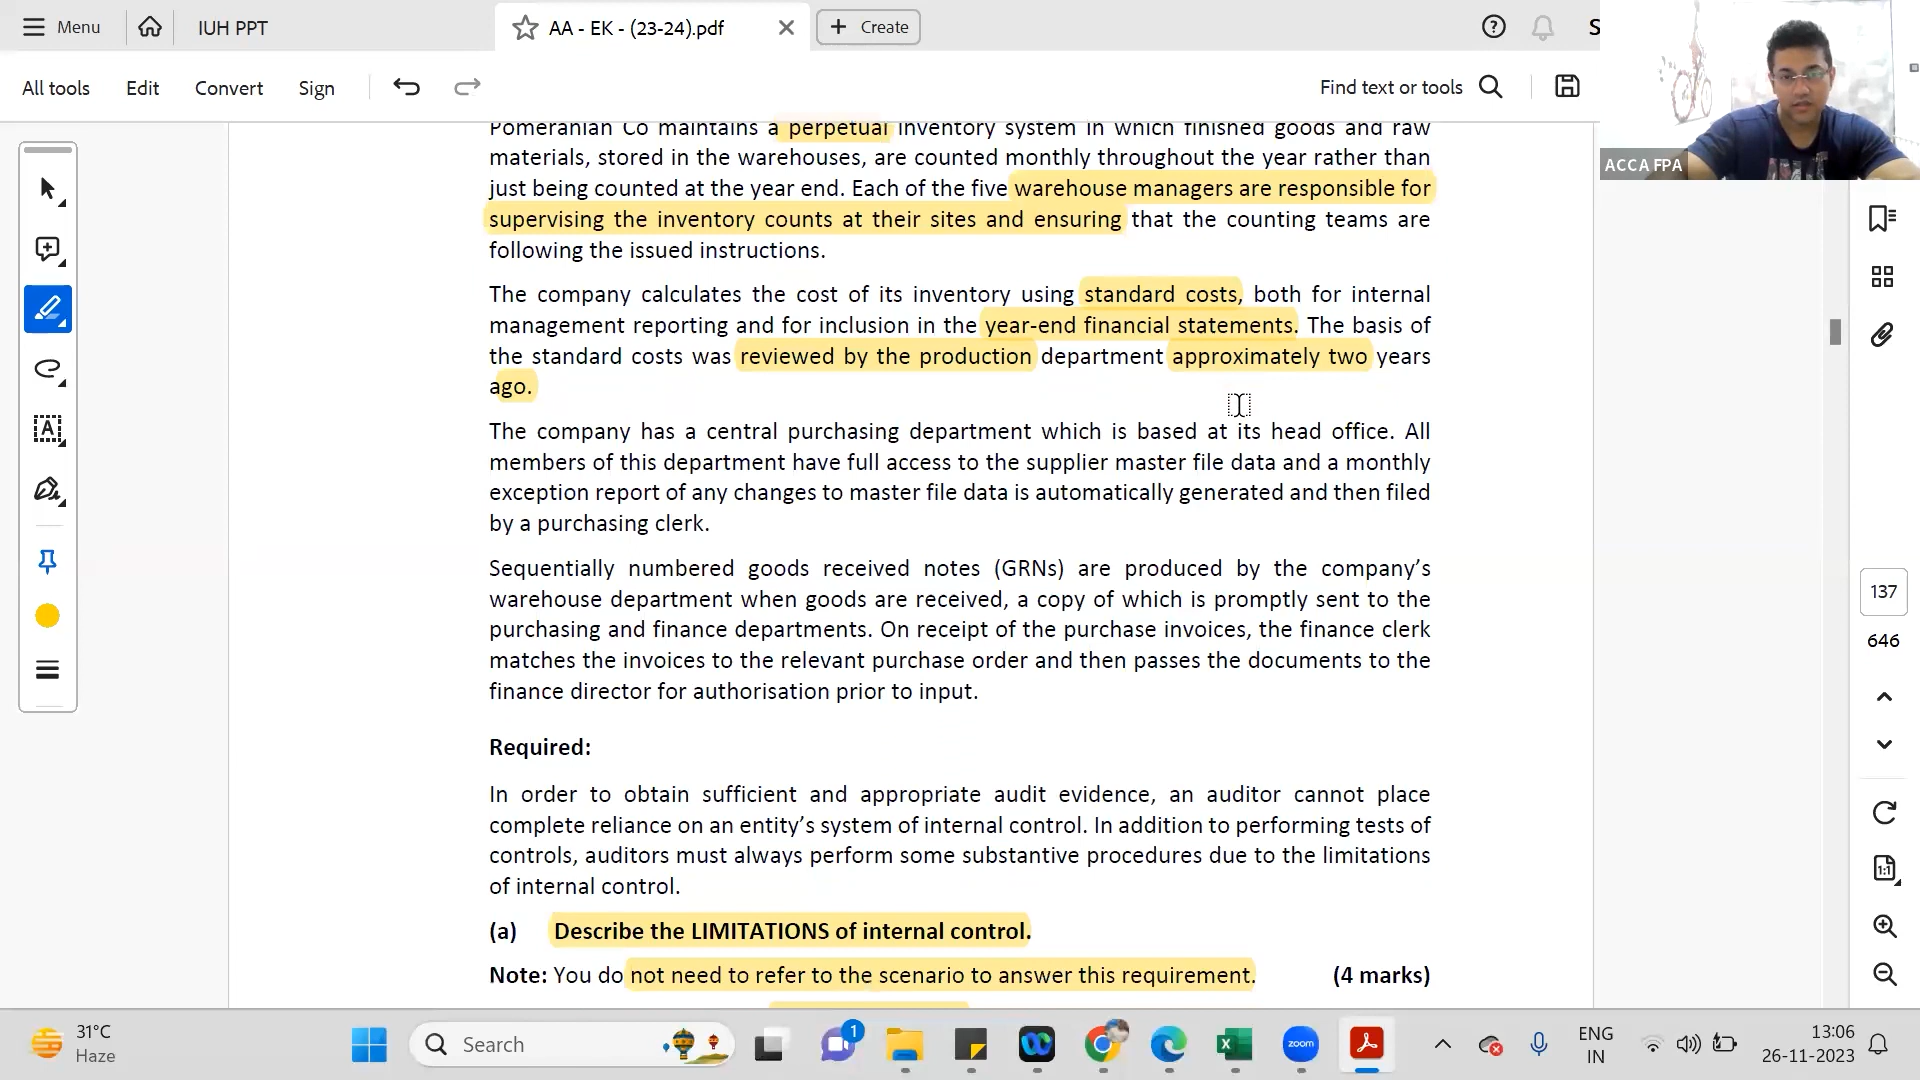 Menu
IUH PPT
AA - EK - (23-24).pdf
Create
S
All tools
Edit
Convert
Sign
Find text or tools
ACCA FPA
Pomeranian Co maintains a perpetual inventory system in which finished goods and raw
materials, stored in the warehouses, are counted monthly throughout the year rather than
just being counted at the year end. Each of the five warehouse managers are responsible for
supervising the inventory counts at their sites and ensuring that the counting teams are
following the issued instructions.
The company calculates the cost of its inventory using standard costs, both for internal
management reporting and for inclusion in the year-end financial statements. The basis of
the standard costs was reviewed by the production department approximately two years
ago.
The company has a central purchasing department which is based at its head office. All
members of this department have full access to the supplier master file data and a monthly
exception report of any changes to master file data is automatically generated and then filed
by a purchasing clerk.
Sequentially numbered goods received notes (GRNs) are produced by the company's
warehouse department when goods are received, a copy of which is promptly sent to the
purchasing and finance departments. On receipt of the purchase invoices, the finance clerk
matches the invoices to the relevant purchase order and then passes the documents to the
finance director for authorisation prior to input.
Required:
In order to obtain sufficient and appropriate audit evidence, an auditor cannot place
complete reliance on an entity's system of internal control. In addition to performing tests of
controls, auditors must always perform some substantive procedures due to the limitations
of internal control.
(a) Describe the LIMITATIONS of internal control.
Note: You do not need to refer to the scenario to answer this requirement. (4 marks)
137
646
1:1
31°C
Haze
Search
1
zoom
ENG
IN
13:06
26-11-2023